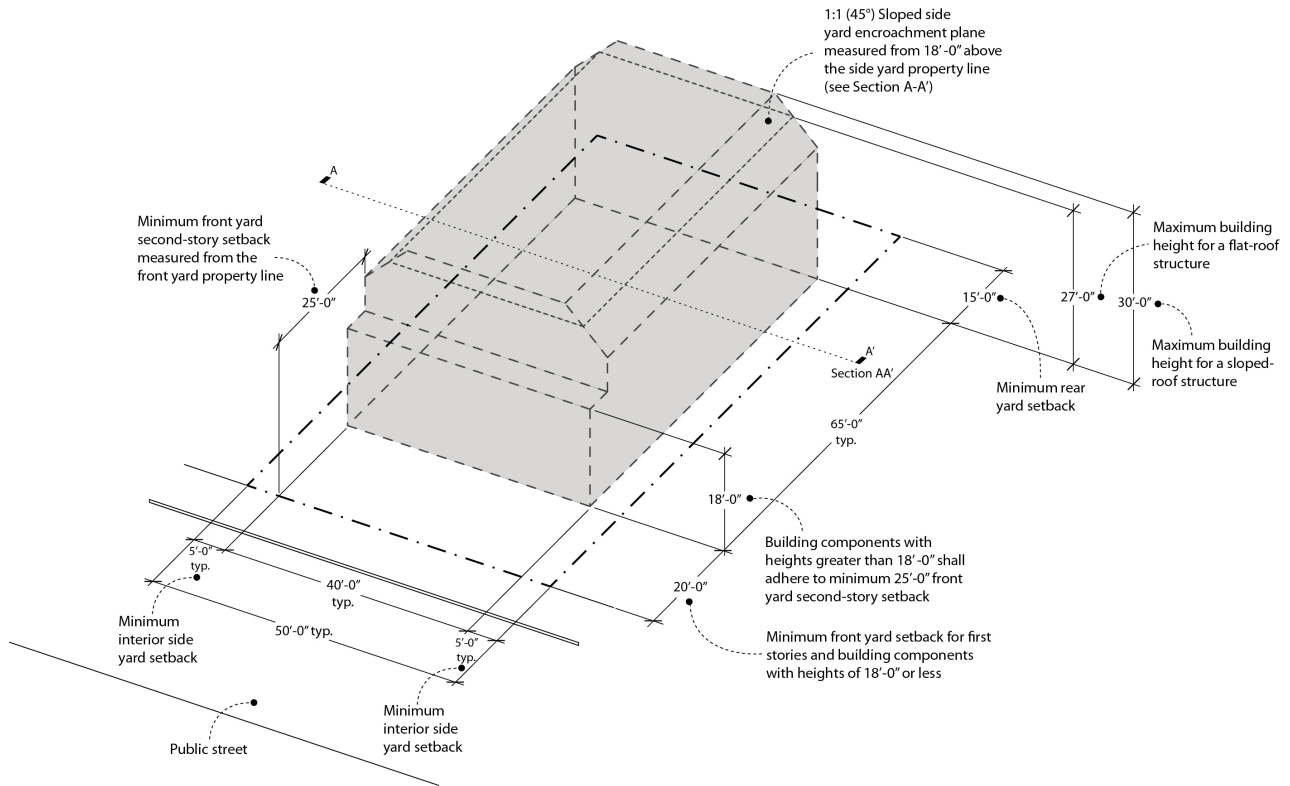 1:1 (45°) Sloped side
yard encroachment plane
measured from 18'-0" above
the side yard property line
(see Section A-A')
A
Minimum front yard
second-story setback
measured from the
front yard property line
25'-0"
Maximum building
height for a flat-roof
structure
15'-0"
27'-0"
30'-0"
A'
Section AA'
Maximum building
height for a sloped-
roof structure
Minimum rear
yard setback
65'-0"
typ.
18'-0"
Building components with
heights greater than 18'-0" shall
adhere to minimum 25'-0" front
yard second-story setback
20'-0"
Minimum front yard setback for first
stories and building components
with heights of 18'-0" or less
5'-0"
typ.
40'-0"
typ.
50'-0" typ.
5'-0"
typ.
Minimum
interior side
yard setback
Minimum
interior side
yard setback
Public street